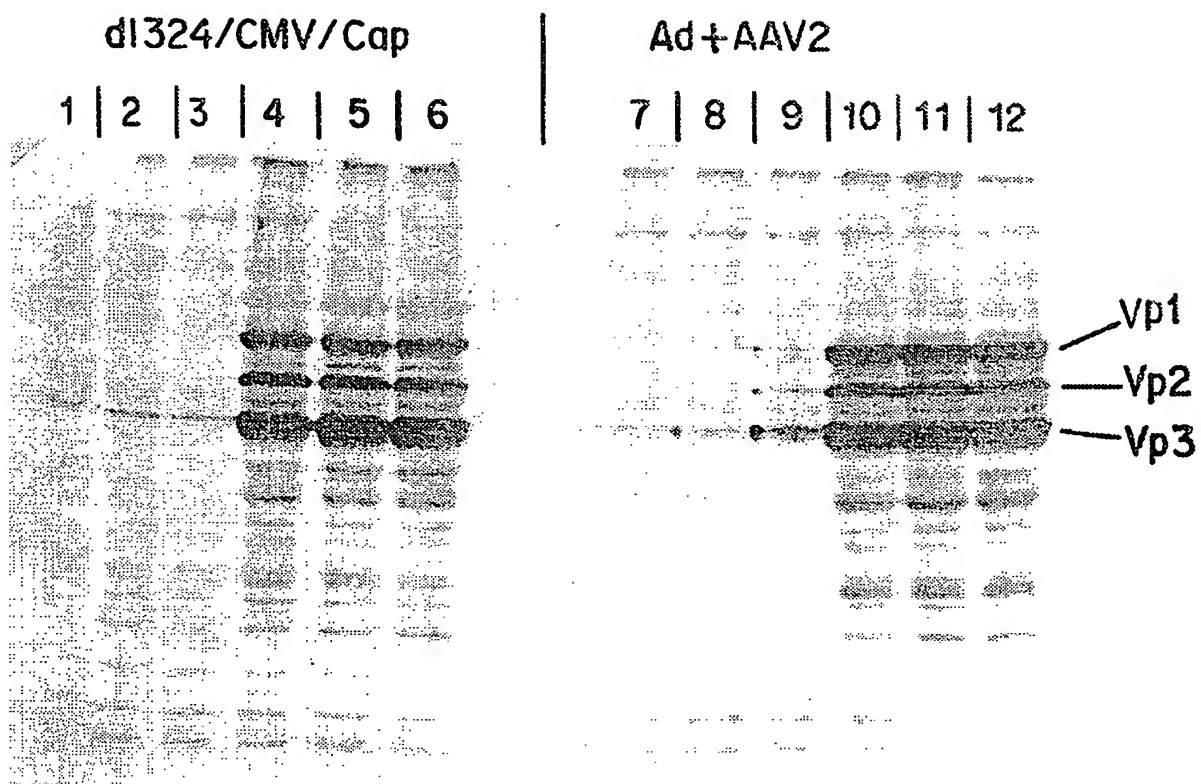 dl324/CMV/Cap
Ad+AAV2
1 | 2 | 3 | 4 | 5 | 6
7 | 8 | 9 | 10 | 11 | 12
Vp1
Vp2
Vp3